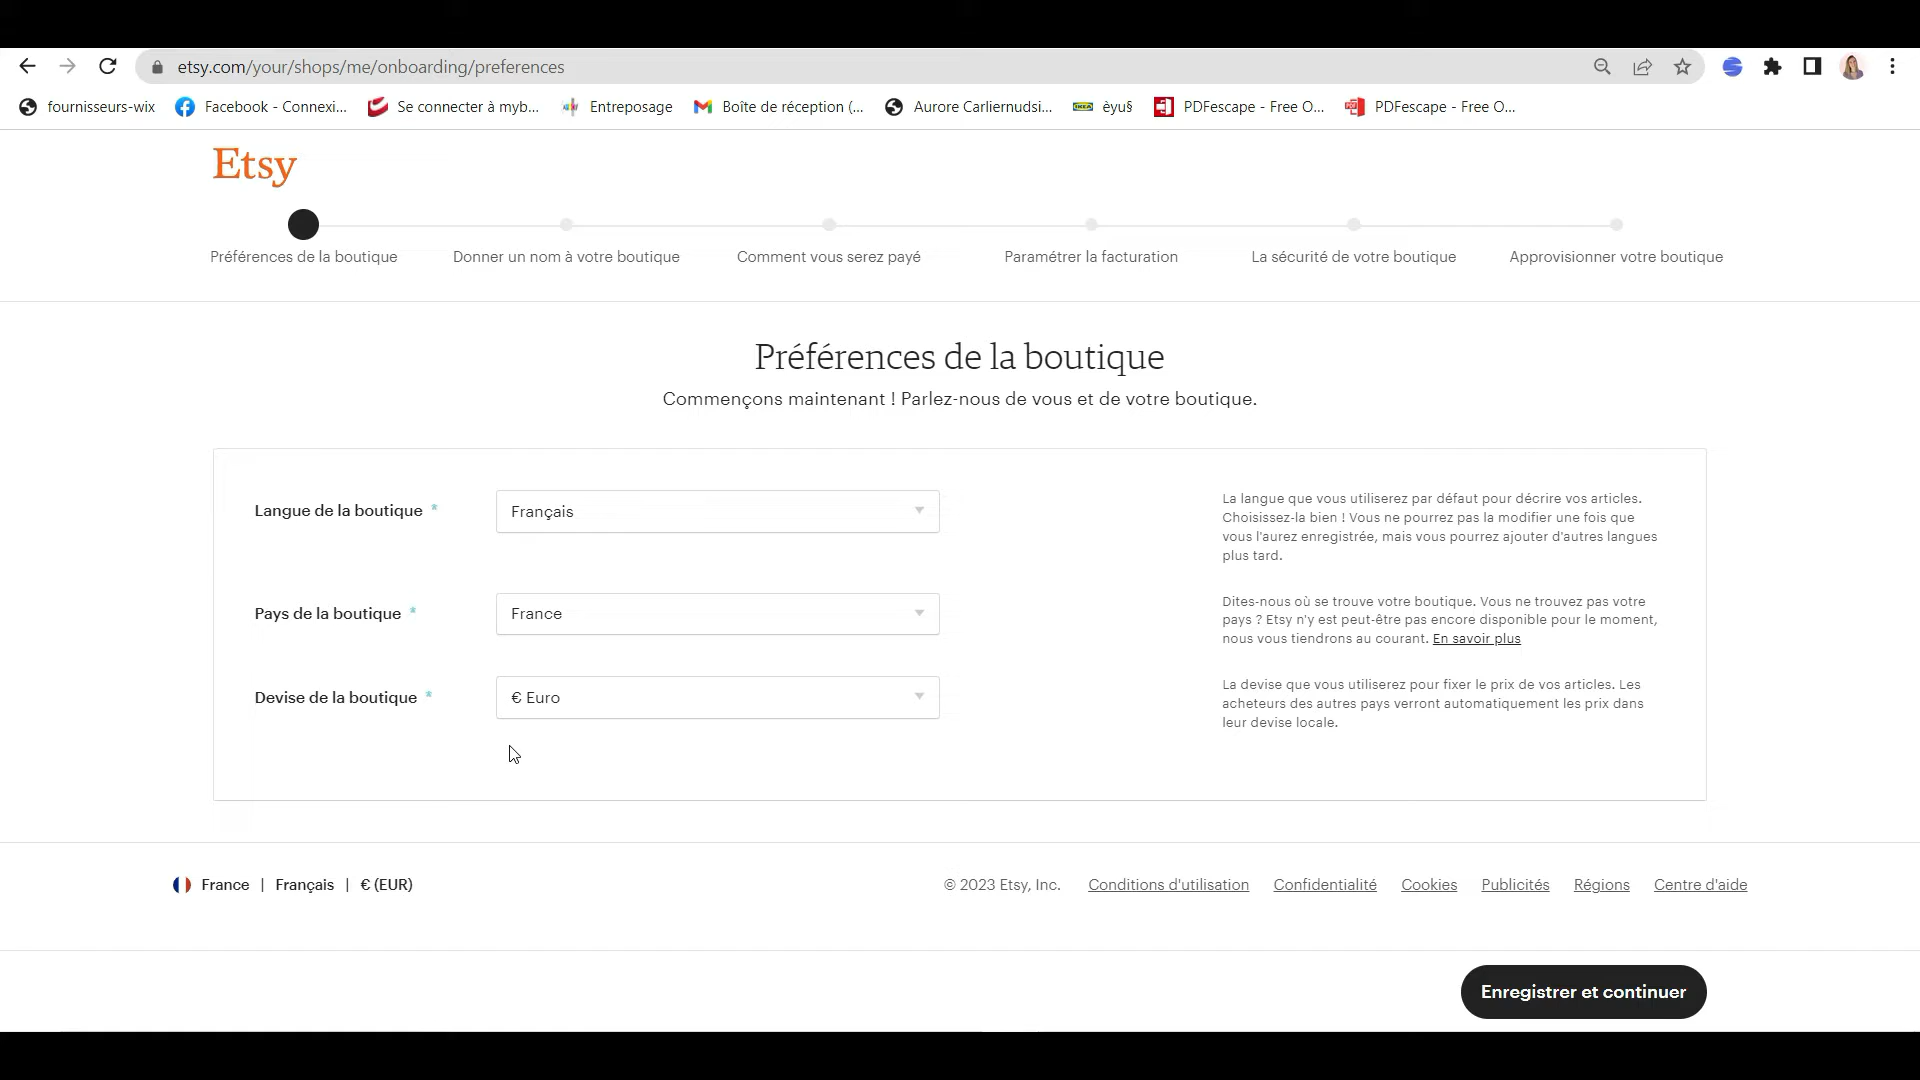 etsy.com/your/shops/me/onboarding/preferences
fournisseurs-wix Facebook - Connexi... Se connecter à myb... Entreposage Boîte de réception (... Aurore Carliernudsi... IKEA èyu§ PDFescape - Free O... PDFescape - Free O...
Etsy
Préférences de la boutique Donner un nom à votre boutique Comment vous serez payé Paramétrer la facturation La sécurité de votre boutique Approvisionner votre boutique
Préférences de la boutique
Commençons maintenant ! Parlez-nous de vous et de votre boutique.
Langue de la boutique * Français
La langue que vous utiliserez par défaut pour décrire vos articles.
Choisissez-la bien ! Vous ne pourrez pas la modifier une fois que
vous l'aurez enregistrée, mais vous pourrez ajouter d'autres langues
plus tard.
Pays de la boutique * France
Dites-nous où se trouve votre boutique. Vous ne trouvez pas votre
pays ? Etsy n'y est peut-être pas encore disponible pour le moment,
nous vous tiendrons au courant. En savoir plus
Devise de la boutique * € Euro
La devise que vous utiliserez pour fixer le prix de vos articles. Les
acheteurs des autres pays verront automatiquement les prix dans
leur devise locale.
France | Français | € (EUR) © 2023 Etsy, Inc. Conditions d'utilisation Confidentialité Cookies Publicités Régions Centre d'aide
Enregistrer et continuer